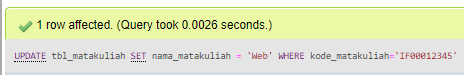 1 row affected. (Query took 0.0026 seconds.)
UPDATE tbl_matakuliah SET nama_matakuliah = 'Web' WHERE kode_matakuliah='IF00012345'